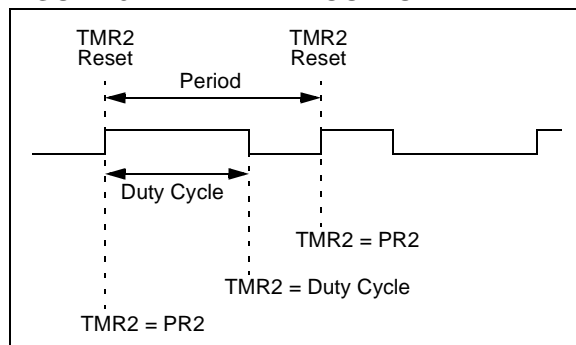 TMR2
Reset
TMR2
Reset
Period
Duty Cycle
TMR2 = PR2
TMR2 = Duty Cycle
TMR2 = PR2